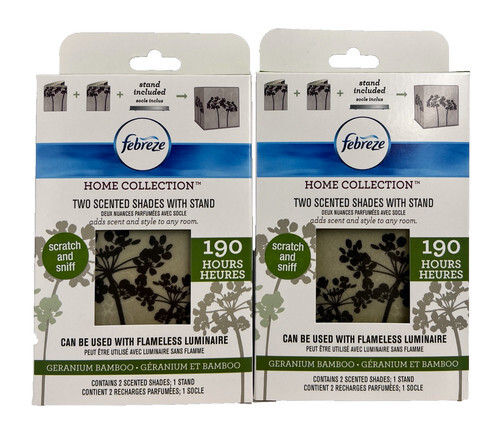 stand
included
socle inclus
+ + →
febreze
HOME COLLECTION™
TWO SCENTED SHADES WITH STAND
DEUX NUANCES PARFUMÉES AVEC SOCLE
adds scent and style to any room.
scratch
and
sniff
190
HOURS
HEURES
CAN BE USED WITH FLAMELESS LUMINAIRE
PEUT ÊTRE UTILISÉ AVEC LUMINAIRE SANS FLAMME
GERANIUM BAMBOO • GÉRANIUM ET BAMBOO
CONTAINS 2 SCENTED SHADES; 1 STAND
CONTIENT 2 RECHARGES PARFUMÉES; 1 SOCLE
stand
included
socle inclus
+ + →
febreze
HOME COLLECTION™
TWO SCENTED SHADES WITH STAND
DEUX NUANCES PARFUMÉES AVEC SOCLE
adds scent and style to any room.
scratch
and
sniff
190
HOURS
HEURES
CAN BE USED WITH FLAMELESS LUMINAIRE
PEUT ÊTRE UTILISÉ AVEC LUMINAIRE SANS FLAMME
GERANIUM BAMBOO • GÉRANIUM ET BAMBOO
CONTAINS 2 SCENTED SHADES; 1 STAND
CONTIENT 2 RECHARGES PARFUMÉES; 1 SOCLE